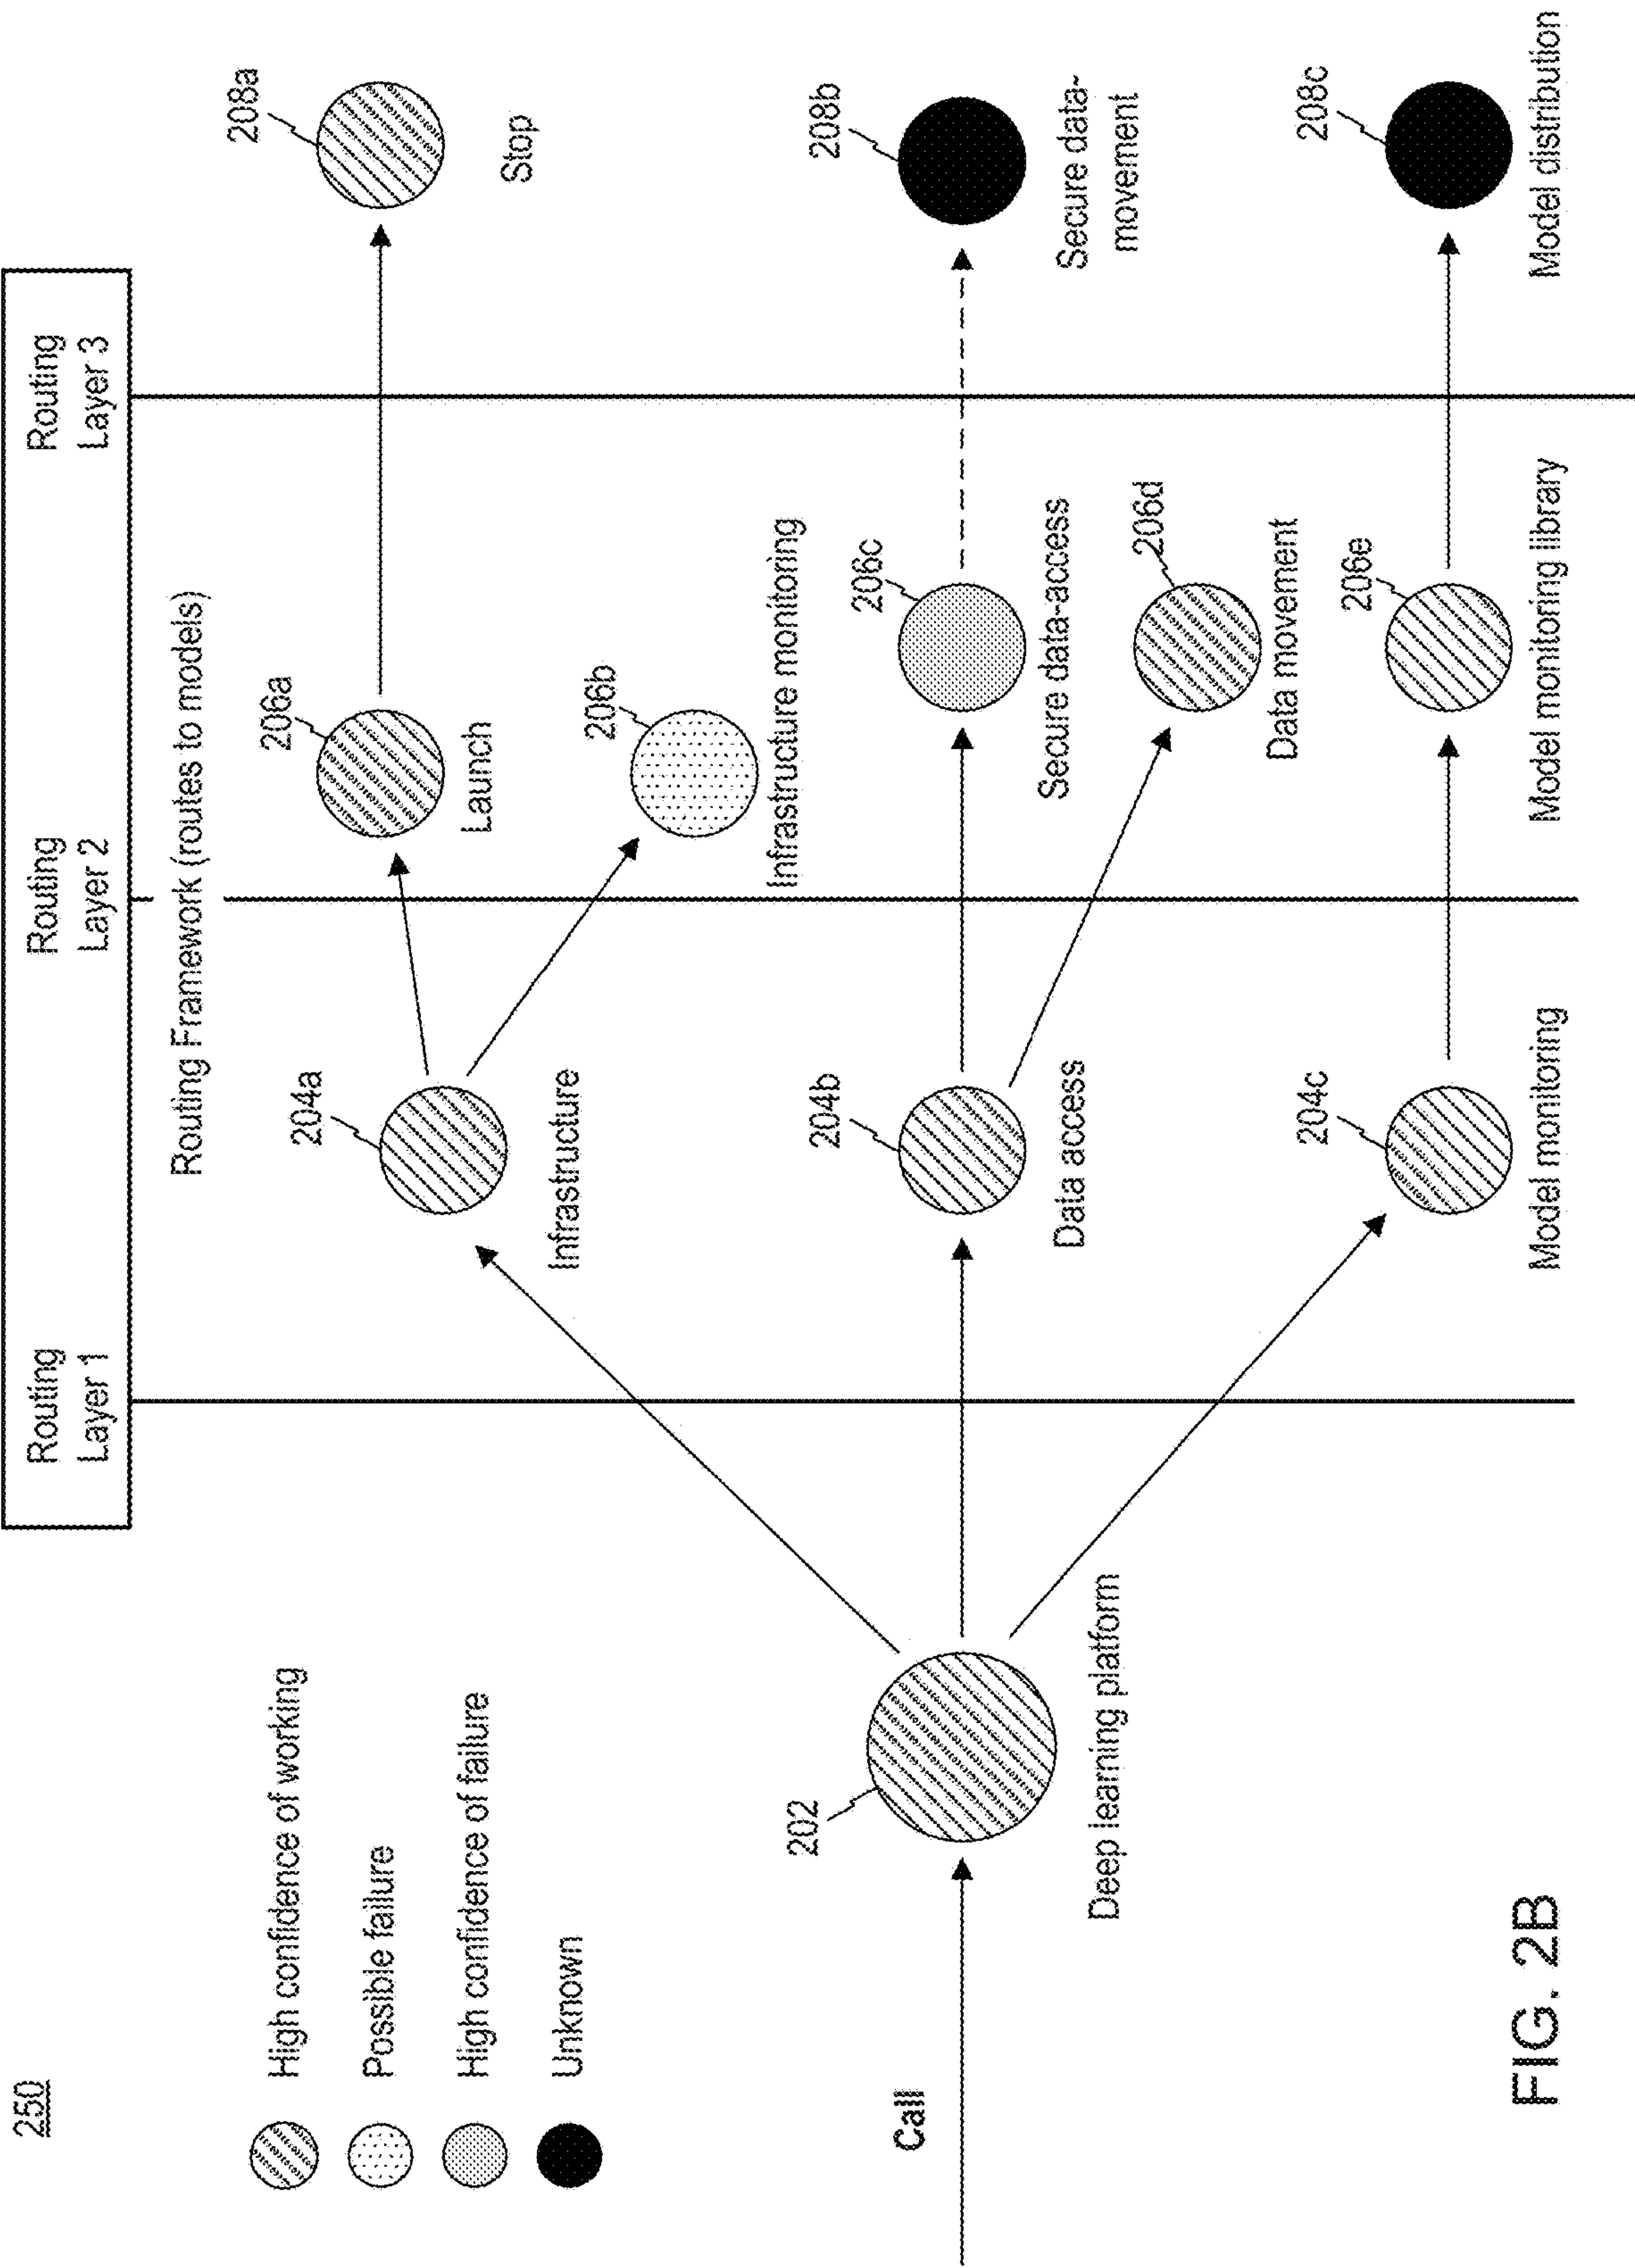 250
High confidence of working
Possible failure
High confidence of failure
Unknown
Routing
Layer 1
Routing
Layer 2
Routing
Layer 3
Routing Framework (routes to models)
Call
202
Deep learning platform
204a
Infrastructure
204b
Data access
204c
Model monitoring
206a
Launch
206b
Infrastructure monitoring
206c
Secure data-access
206d
Data movement
206e
Model monitoring library
208a
Stop
208b
Secure data-
movement
208c
Model distribution
FIG. 2B